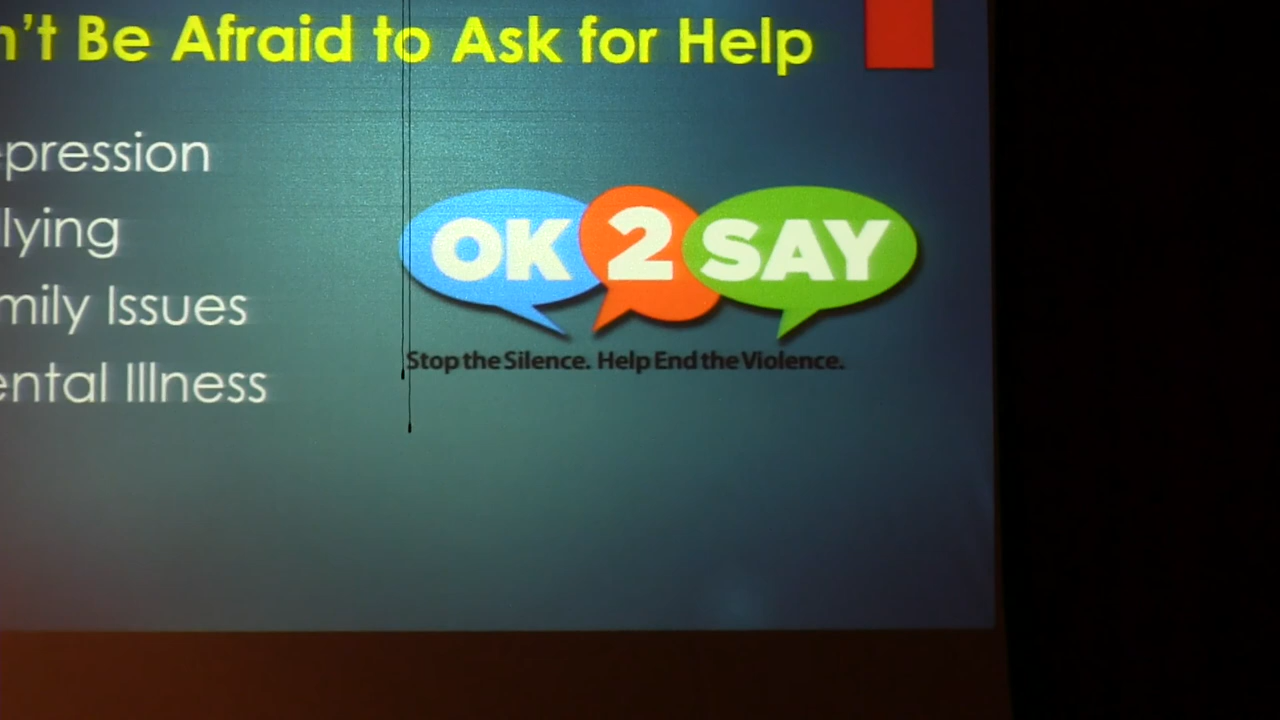 n't Be Afraid to Ask for Help
epression
llying
mily Issues
ental Illness
OK 2 SAY
Stop the Silence. Help End the Violence.